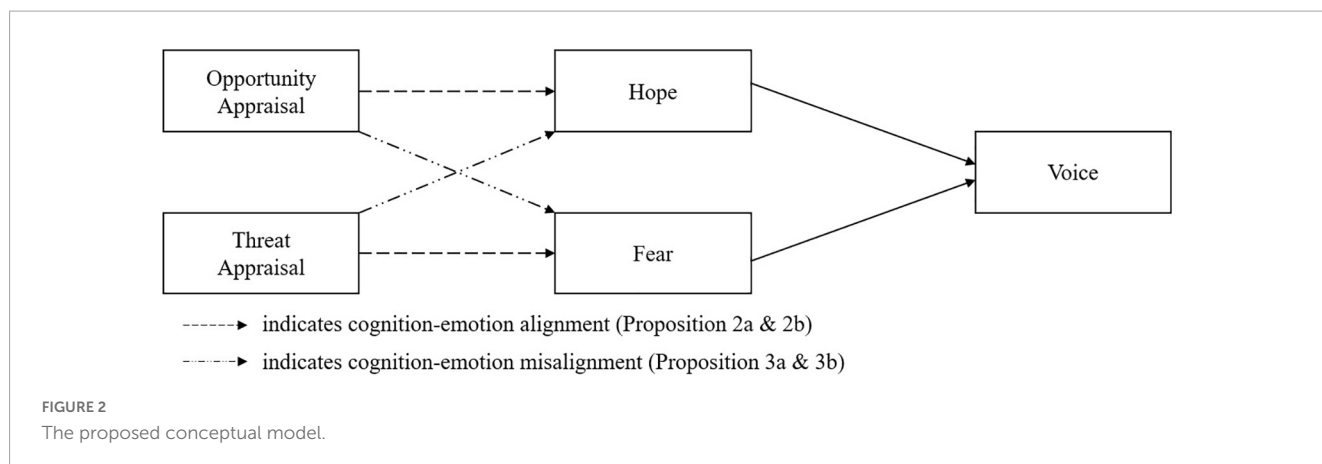 Opportunity
Appraisal
Hope
Voice
Threat
Appraisal
Fear
indicates cognition-emotion alignment (Proposition 2a & 2b)
indicates cognition-emotion misalignment (Proposition 3a & 3b)
FIGURE 2
The proposed conceptual model.